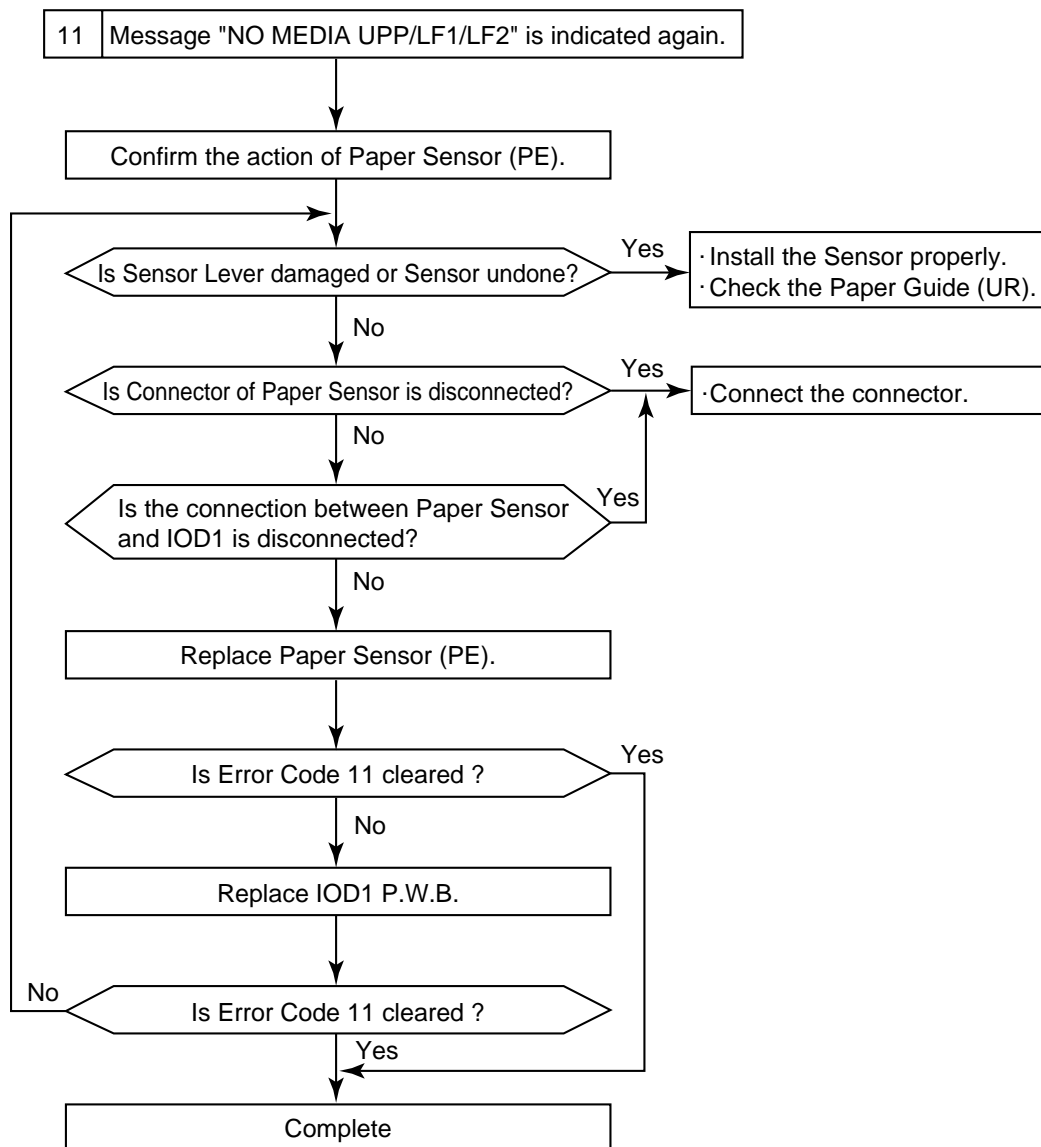 11 Message "NO MEDIA UPP/LF1/LF2" is indicated again.
Confirm the action of Paper Sensor (PE).
Is Sensor Lever damaged or Sensor undone?
Yes
· Install the Sensor properly.
· Check the Paper Guide (UR).
No
Is Connector of Paper Sensor is disconnected?
Yes
· Connect the connector.
No
Is the connection between Paper Sensor
and IOD1 is disconnected?
Yes
No
Replace Paper Sensor (PE).
Is Error Code 11 cleared ?
Yes
No
Replace IOD1 P.W.B.
Is Error Code 11 cleared ?
No
Yes
Complete